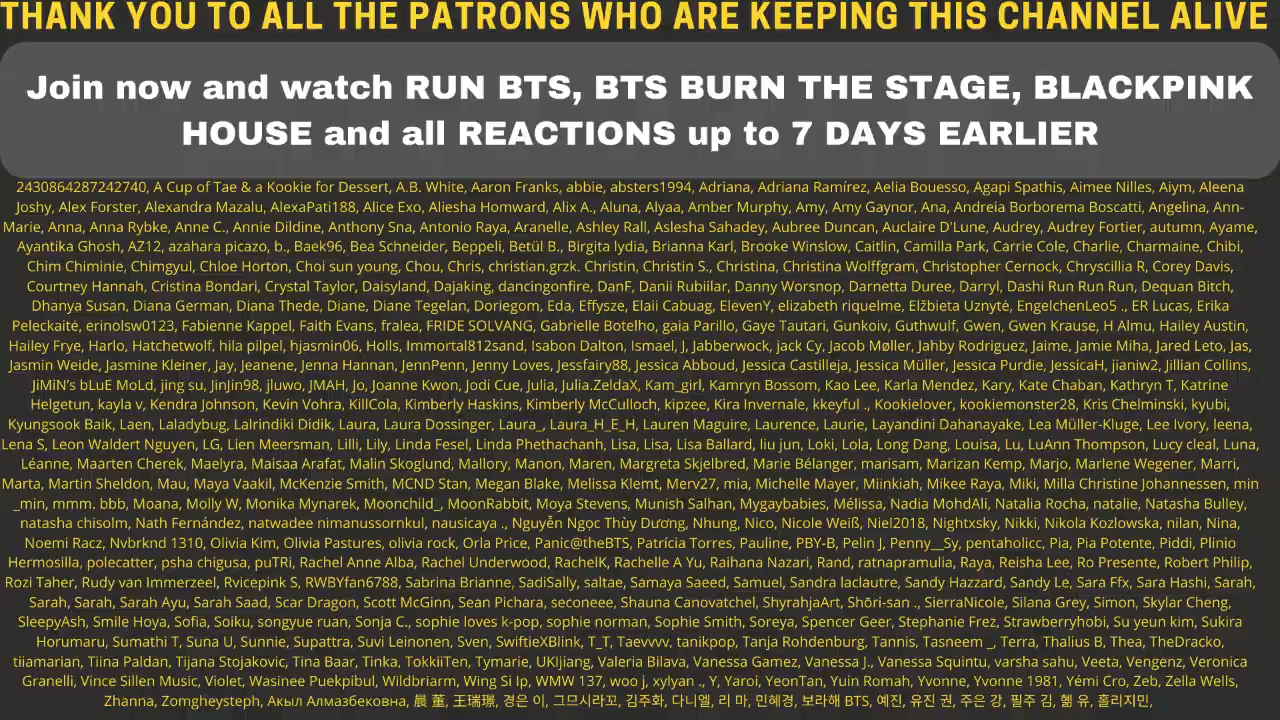 THANK YOU TO ALL THE PATRONS WHO ARE KEEPING THIS CHANNEL ALIVE
Join now and watch RUN BTS, BTS BURN THE STAGE, BLACKPINK
HOUSE and all REACTIONS up to 7 DAYS EARLIER
2430864287242740, A Cup of Tae & a Kookie for Dessert, A.B. White, Aaron Franks, abbie, absters1994, Adriana, Adriana Ramírez, Aelia Bouesso, Agapi Spathis, Aimee Nilles, Aiym, Aleena
Joshy, Alex Forster, Alexandra Mazalu, AlexaPati188, Alice Exo, Aliesha Homward, Alix A., Aluna, Alyaa, Amber Murphy, Amy, Amy Gaynor, Ana, Andreia Borborema Boscatti, Angelina, Ann-
Marie, Anna, Anna Rybke, Anne C., Annie Dildine, Anthony Sna, Antonio Raya, Aranelle, Ashley Rall, Aslesha Sahadey, Aubree Duncan, Auclaire D'Lune, Audrey, Audrey Fortier, autumn, Ayame,
Ayantika Ghosh, AZ12, azahara picazo, b., Baek96, Bea Schneider, Beppeli, Betül B., Birgita lydia, Brianna Karl, Brooke Winslow, Caitlin, Camilla Park, Carrie Cole, Charlie, Charmaine, Chibi,
Chim Chiminie, Chimgyul, Chloe Horton, Choi sun young, Chou, Chris, christian.grzk. Christin, Christin S., Christina, Christina Wolffgram, Christopher Cernock, Chryscillia R, Corey Davis,
Courtney Hannah, Cristina Bondari, Crystal Taylor, Daisyland, Dajaking, dancingonfire, DanF, Danii Rubiilar, Danny Worsnop, Darnetta Duree, Darryl, Dashi Run Run Run, Dequan Bitch,
Dhanya Susan, Diana German, Diana Thede, Diane, Diane Tegelan, Doriegom, Eda, Effysze, Elaii Cabuag, ElevenY, elizabeth riquelme, Elžbieta Uznytė, EngelchenLeo5 ., ER Lucas, Erika
Peleckaitė, erinolsw0123, Fabienne Kappel, Faith Evans, fralea, FRIDE SOLVANG, Gabrielle Botelho, gaia Parillo, Gaye Tautari, Gunkoiv, Guthwulf, Gwen, Gwen Krause, H Almu, Hailey Austin,
Hailey Frye, Harlo, Hatchetwolf, hila pilpel, hjasmin06, Holls, Immortal812sand, Isabon Dalton, Ismael, J, Jabberwock, jack Cy, Jacob Møller, Jahby Rodriguez, Jaime, Jamie Miha, Jared Leto, Jas,
Jasmin Weide, Jasmine Kleiner, Jay, Jeanene, Jenna Hannan, JennPenn, Jenny Loves, Jessfairy88, Jessica Abboud, Jessica Castilleja, Jessica Müller, Jessica Purdie, JessicaH, jianiw2, Jillian Collins,
JiMiN's bLuE MoLd, jing su, JinJin98, jluwo, JMAH, Jo, Joanne Kwon, Jodi Cue, Julia, Julia.ZeldaX, Kam_girl, Kamryn Bossom, Kao Lee, Karla Mendez, Kary, Kate Chaban, Kathryn T, Katrine
Helgetun, kayla v, Kendra Johnson, Kevin Vohra, KillCola, Kimberly Haskins, Kimberly McCulloch, kipzee, Kira Invernale, kkeyful ., Kookielover, kookiemonster28, Kris Chelminski, kyubi,
Kyungsook Baik, Laen, Laladybug, Lalrindiki Didik, Laura, Laura Dossinger, Laura_, Laura_H_E_H, Lauren Maguire, Laurence, Laurie, Layandini Dahanayake, Lea Müller-Kluge, Lee Ivory, leena,
Lena S, Leon Waldert Nguyen, LG, Lien Meersman, Lilli, Lily, Linda Fesel, Linda Phethachanh, Lisa, Lisa, Lisa Ballard, liu jun, Loki, Lola, Long Dang, Louisa, Lu, LuAnn Thompson, Lucy cleal, Luna,
Léanne, Maarten Cherek, Maelyra, Maisaa Arafat, Malin Skoglund, Mallory, Manon, Maren, Margreta Skjelbred, Marie Bélanger, marisam, Marizan Kemp, Marjo, Marlene Wegener, Marri,
Marta, Martin Sheldon, Mau, Maya Vaakil, McKenzie Smith, MCND Stan, Megan Blake, Melissa Klemt, Merv27, mia, Michelle Mayer, Miinkiah, Mikee Raya, Miki, Milla Christine Johannessen, min
_min, mmm. bbb, Moana, Molly W, Monika Mynarek, Moonchild_, MoonRabbit, Moya Stevens, Munish Salhan, Mygaybabies, Mélissa, Nadia MohdAli, Natalia Rocha, natalie, Natasha Bulley,
natasha chisolm, Nath Fernández, natwadee nimanussornkul, nausicaya ., Nguyễn Ngọc Thùy Dương, Nhung, Nico, Nicole Weiß, Niel2018, Nightxsky, Nikki, Nikola Kozlowska, nilan, Nina,
Noemi Racz, Nvbrknd 1310, Olivia Kim, Olivia Pastures, olivia rock, Orla Price, Panic@theBTS, Patrícia Torres, Pauline, PBY-B, Pelin J, Penny__Sy, pentaholicc, Pia, Pia Potente, Piddi, Plinio
Hermosilla, polecatter, psha chigusa, puTRi, Rachel Anne Alba, Rachel Underwood, RachelK, Rachelle A Yu, Raihana Nazari, Rand, ratnapramulia, Raya, Reisha Lee, Ro Presente, Robert Philip,
Rozi Taher, Rudy van Immerzeel, Rvicepink S, RWBYfan6788, Sabrina Brianne, SadiSally, saltae, Samaya Saeed, Samuel, Sandra laclautre, Sandy Hazzard, Sandy Le, Sara Ffx, Sara Hashi, Sarah,
Sarah, Sarah, Sarah Ayu, Sarah Saad, Scar Dragon, Scott McGinn, Sean Pichara, seconeee, Shauna Canovatchel, ShyrahjaArt, Shōri-san ., SierraNicole, Silana Grey, Simon, Skylar Cheng,
SleepyAsh, Smile Hoya, Sofia, Soiku, songyue ruan, Sonja C., sophie loves k-pop, sophie norman, Sophie Smith, Soreya, Spencer Geer, Stephanie Frez, Strawberryhobi, Su yeun kim, Sukira
Horumaru, Sumathi T, Suna U, Sunnie, Supattra, Suvi Leinonen, Sven, SwiftieXBlink, T_T, Taevvvv, tanikpop, Tanja Rohdenburg, Tannis, Tasneem _, Terra, Thalius B, Thea, TheDracko,
tiiamarian, Tiina Paldan, Tijana Stojakovic, Tina Baar, Tinka, TokkiiTen, Tymarie, UKIjiang, Valeria Bilava, Vanessa Gamez, Vanessa J., Vanessa Squintu, varsha sahu, Veeta, Vengenz, Veronica
Granelli, Vince Sillen Music, Violet, Wasinee Puekpibul, Wildbriarm, Wing Si Ip, WMW 137, woo j, xylyan ., Y, Yaroi, YeonTan, Yuin Romah, Yvonne, Yvonne 1981, Yémi Cro, Zeb, Zella Wells,
Zhanna, Zomgheysteph, Акыл Алмазбековна, 晨 董, 王瑞璟, 경은 이, 그므시라꼬, 김주화, 다니엘, 리 마, 민혜경, 보라해 BTS, 예진, 유진 권, 주은 강, 필주 김, 혫 유, 홀리지민,